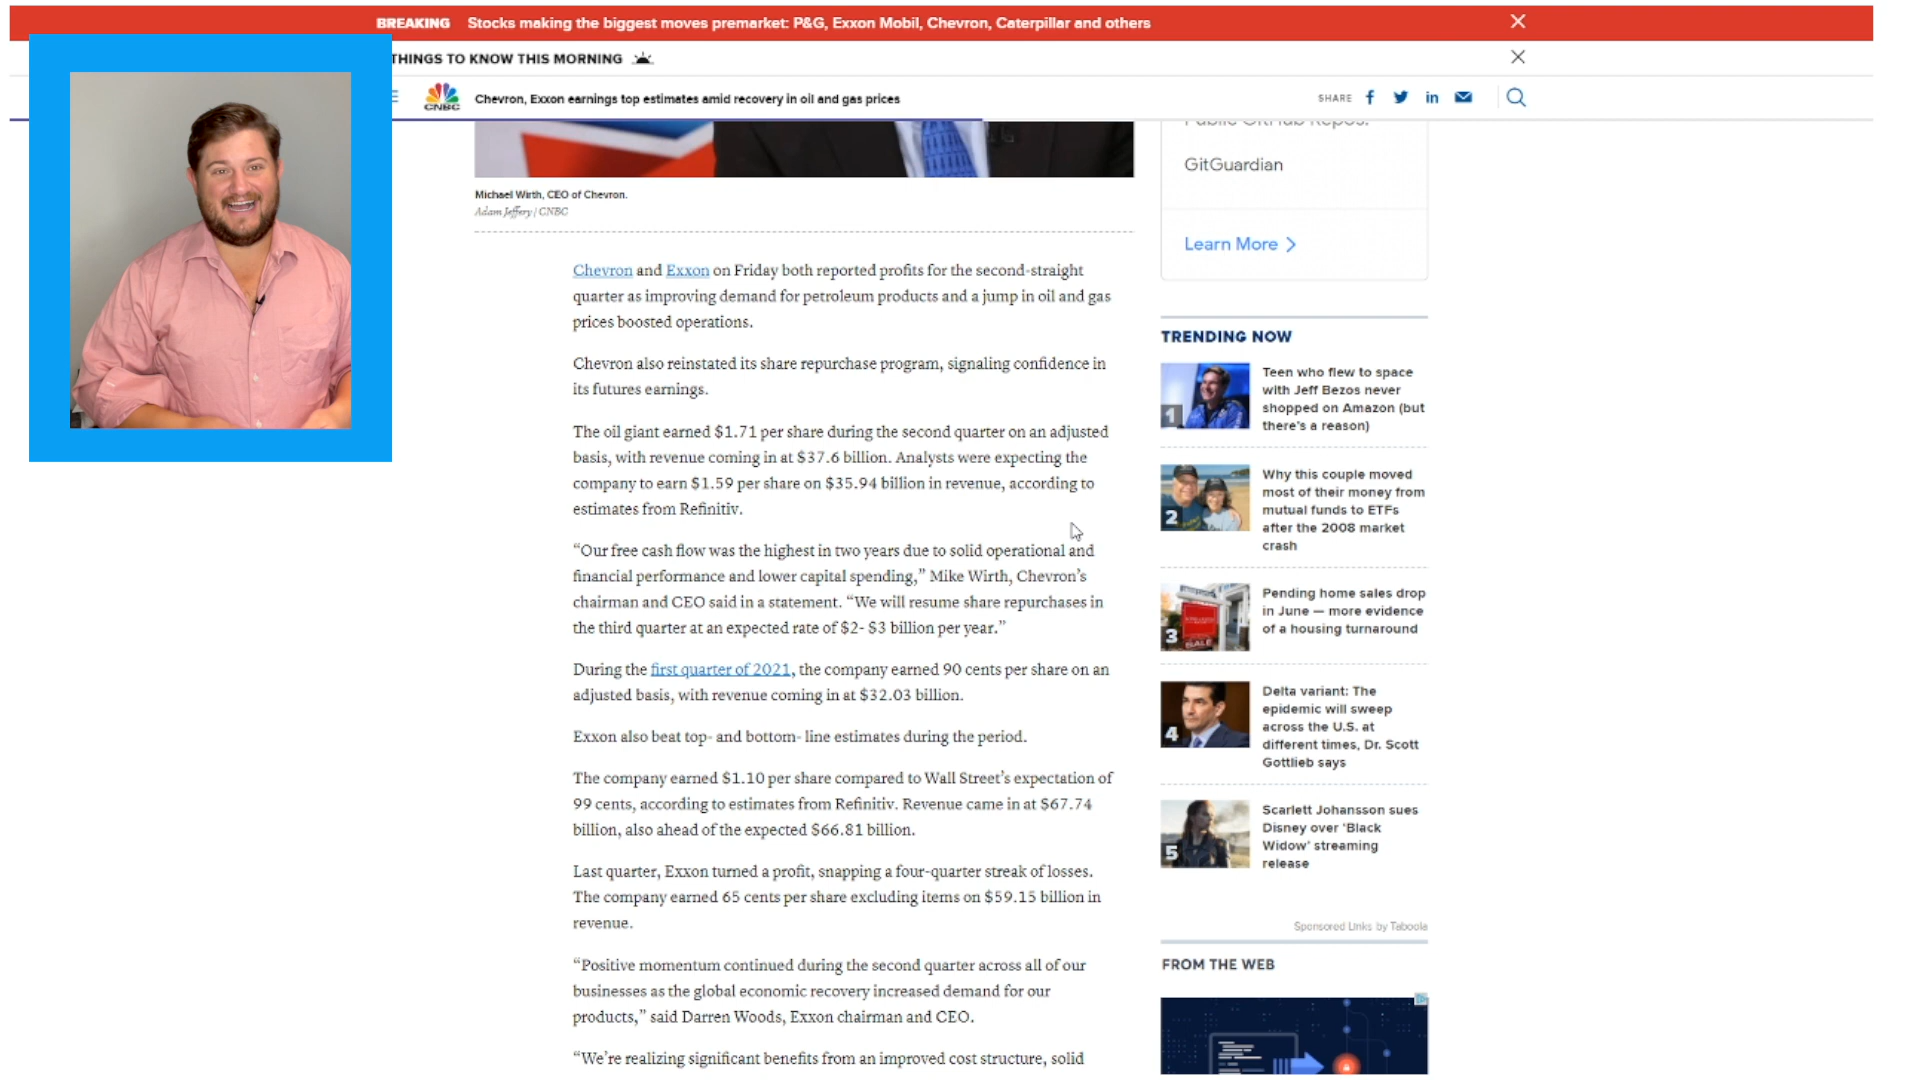 BREAKING Stocks making the biggest moves premarket: P&G, Exxon Mobil, Chevron, Caterpillar and others
THINGS TO KNOW THIS MORNING
CNBC
Chevron, Exxon earnings top estimates amid recovery in oil and gas prices
SHARE
Michael Wirth, CEO of Chevron.
Adam Jeffery | CNBC
Chevron and Exxon on Friday both reported profits for the second-straight
quarter as improving demand for petroleum products and a jump in oil and gas
prices boosted operations.
Chevron also reinstated its share repurchase program, signaling confidence in
its futures earnings.
The oil giant earned $1.71 per share during the second quarter on an adjusted
basis, with revenue coming in at $37.6 billion. Analysts were expecting the
company to earn $1.59 per share on $35.94 billion in revenue, according to
estimates from Refinitiv.
“Our free cash flow was the highest in two years due to solid operational and
financial performance and lower capital spending,” Mike Wirth, Chevron’s
chairman and CEO said in a statement. “We will resume share repurchases in
the third quarter at an expected rate of $2- $3 billion per year.”
During the first quarter of 2021, the company earned 90 cents per share on an
adjusted basis, with revenue coming in at $32.03 billion.
Exxon also beat top- and bottom- line estimates during the period.
The company earned $1.10 per share compared to Wall Street’s expectation of
99 cents, according to estimates from Refinitiv. Revenue came in at $67.74
billion, also ahead of the expected $66.81 billion.
Last quarter, Exxon turned a profit, snapping a four-quarter streak of losses.
The company earned 65 cents per share excluding items on $59.15 billion in
revenue.
“Positive momentum continued during the second quarter across all of our
businesses as the global economic recovery increased demand for our
products,” said Darren Woods, Exxon chairman and CEO.
“We’re realizing significant benefits from an improved cost structure, solid
Public GitHub Repos.
GitGuardian
Learn More
TRENDING NOW
1
Teen who flew to space
with Jeff Bezos never
shopped on Amazon (but
there’s a reason)
2
Why this couple moved
most of their money from
mutual funds to ETFs
after the 2008 market
crash
3
Pending home sales drop
in June — more evidence
of a housing turnaround
4
Delta variant: The
epidemic will sweep
across the U.S. at
different times, Dr. Scott
Gottlieb says
5
Scarlett Johansson sues
Disney over ‘Black
Widow’ streaming
release
Sponsored Links by Taboola
FROM THE WEB